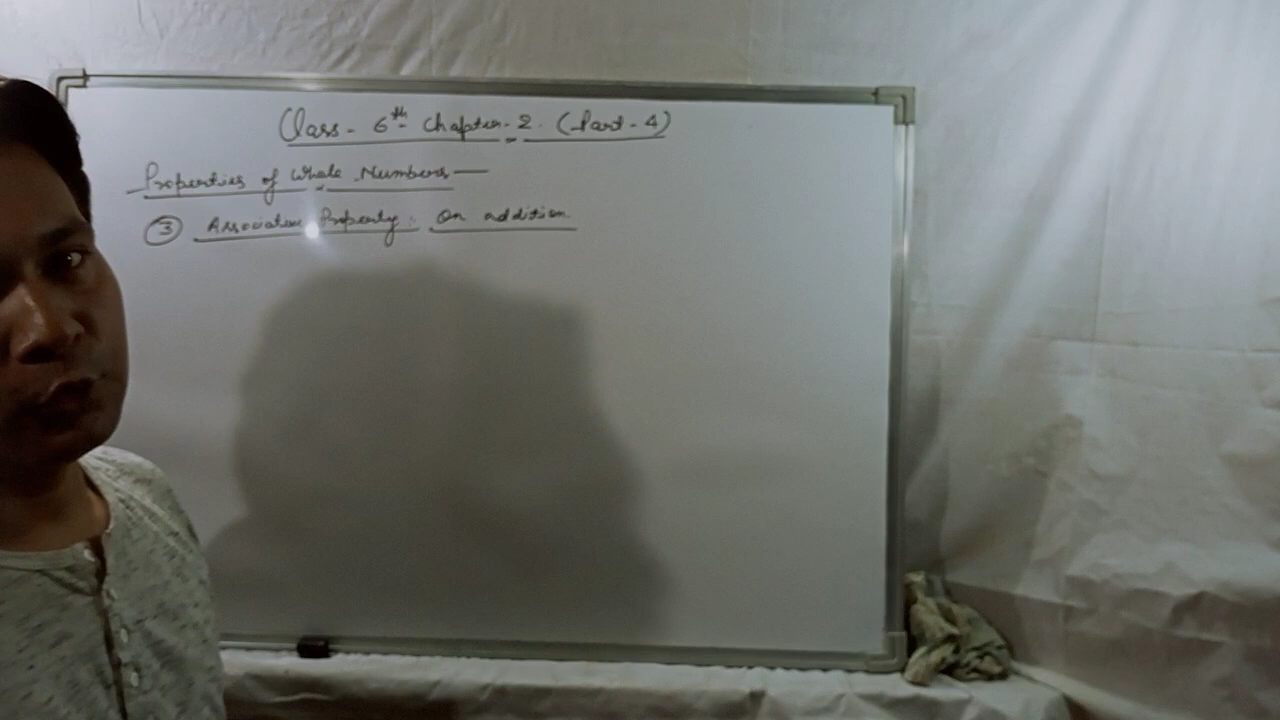 Class - 6th Chapter - 2. (Part - 4)
Properties of Whole Numbers —
③ Associative Property : On addition.